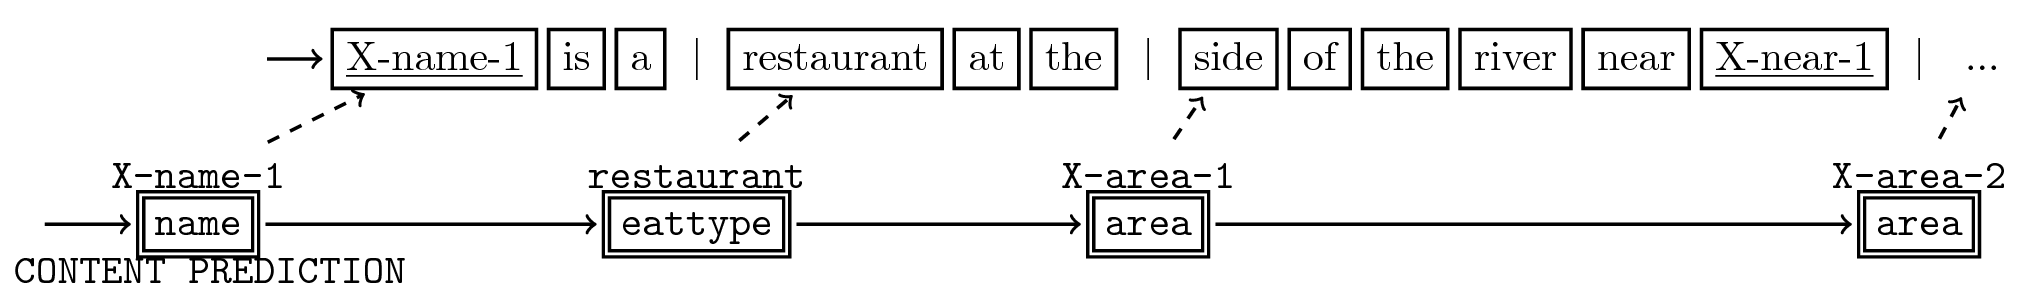 X-name-1 is a | restaurant at the | side of the river near X-near-1 | ...
X-name-1 restaurant X-area-1 X-area-2
name eattype area area
CONTENT PREDICTION